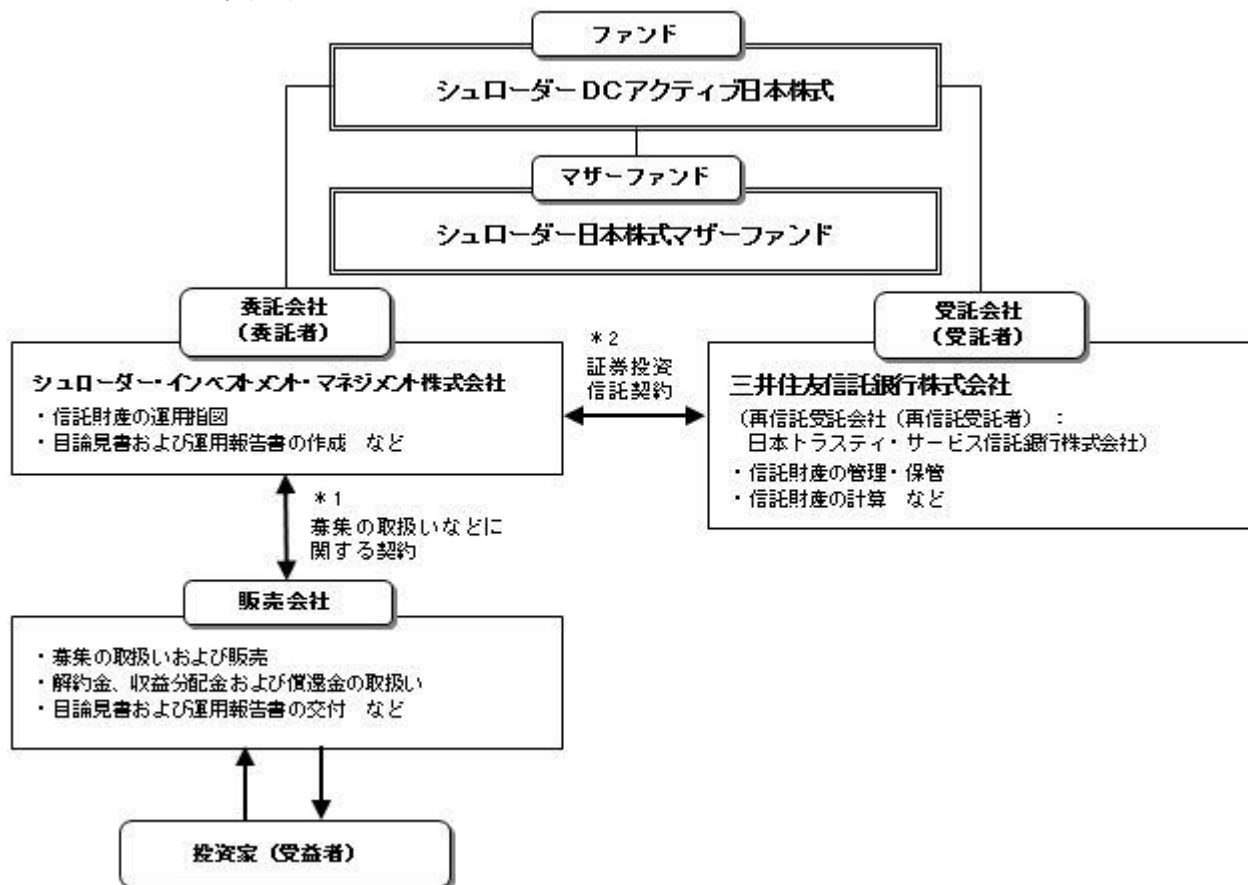 ファンド
シュローダーDCアクティブ日本株式
マザーファンド
シュローダー日本株式マザーファンド
委託会社
(委託者)
シュローダー・インベストメント・マネジメント株式会社
・信託財産の運用指図
・目論見書および運用報告書の作成 など
*2
証券投資
信託契約
受託会社
(受託者)
三井住友信託銀行株式会社
(再信託受託会社(再信託受託者) :
日本トラスティ・サービス信託銀行株式会社)
・信託財産の管理・保管
・信託財産の計算 など
*1
募集の取扱いなどに
関する契約
販売会社
・募集の取扱いおよび販売
・解約金、収益分配金および償還金の取扱い
・目論見書および運用報告書の交付 など
投資家(受益者)